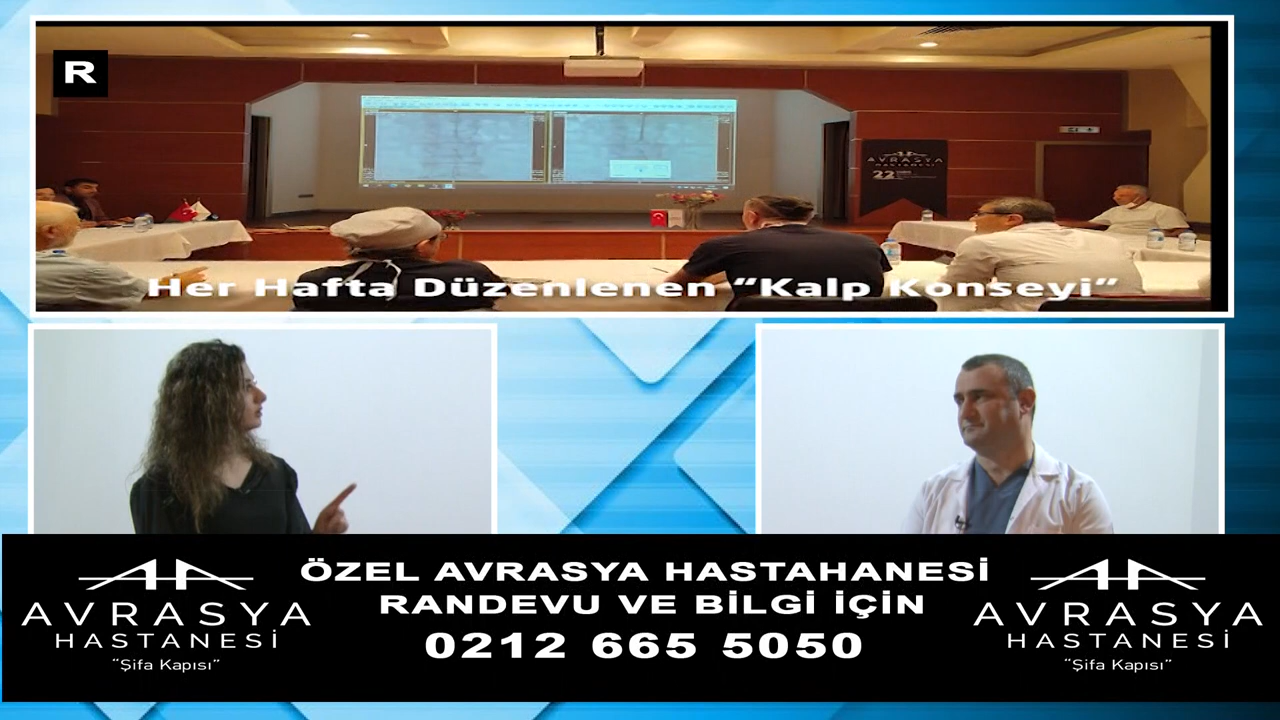 R
AVRASYA
HASTANESİ
22
Her Hafta Düzenlenen “Kalp Konseyi”
AVRASYA
HASTANESİ
“Şifa Kapısı”
ÖZEL AVRASYA HASTAHANESİ
RANDEVU VE BİLGİ İÇİN
0212 665 5050
AVRASYA
HASTANESİ
“Şifa Kapısı”